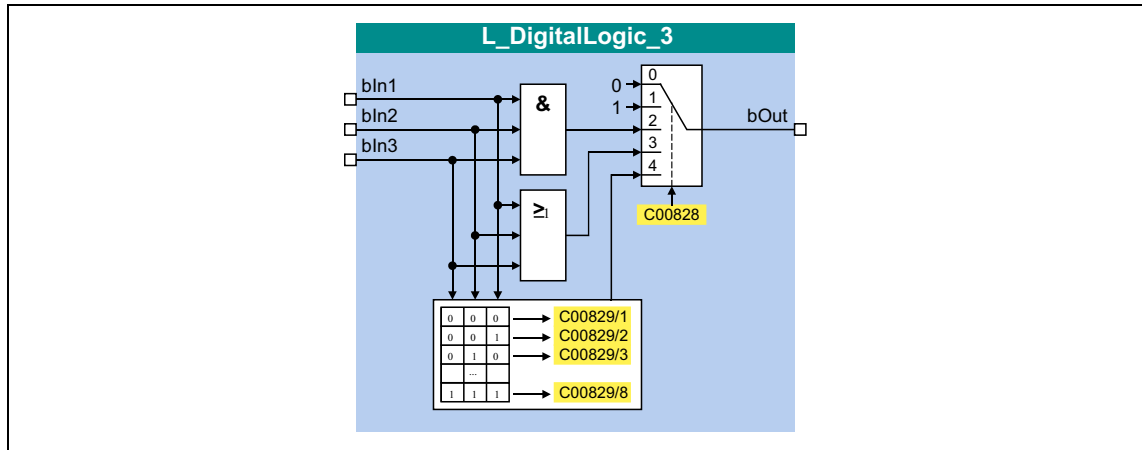 L_DigitalLogic_3
bIn1
bIn2
bIn3
&
≥1
0
1
0
1
2
3
4
bOut
C00828
0 0 0 C00829/1
0 0 1 C00829/2
0 1 0 C00829/3
...
1 1 1 C00829/8